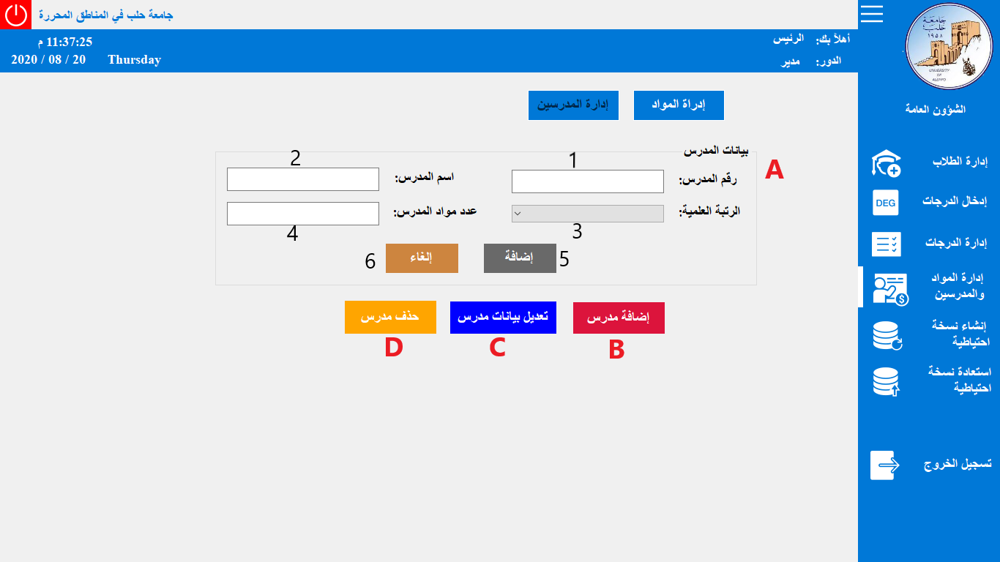 جامعة حلب في المناطق المحررة
أهلاً بك: الرئيس
الدور: مدير
11:37:25 م
Thursday 2020 / 08 / 20
جامعة
حلب
١٩٥٨
UNIVERSITY
OF
ALEPPO
الشؤون العامة
إدارة الطلاب
DEG
إدخال الدرجات
إدارة الدرجات
إدارة المواد
والمدرسين
$
إنشاء نسخة
احتياطية
استعادة نسخة
احتياطية
تسجيل الخروج
إدراة المواد
إدارة المدرسين
بيانات المدرس
A
1
2
رقم المدرس:
اسم المدرس:
الرتبة العلمية:
عدد مواد المدرس:
3
4
5 إضافة
إلغاء 6
إضافة مدرس
تعديل بيانات مدرس
حذف مدرس
B
C
D